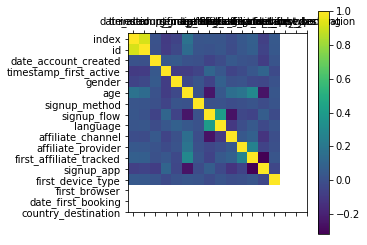 index
id
date_account_created
timestamp_first_active
gender
age
signup_method
signup_flow
language
affiliate_channel
affiliate_provider
first_affiliate_tracked
signup_app
first_device_type
first_browser
date_first_booking
country_destination
1.0
0.8
0.6
0.4
0.2
0.0
−0.2